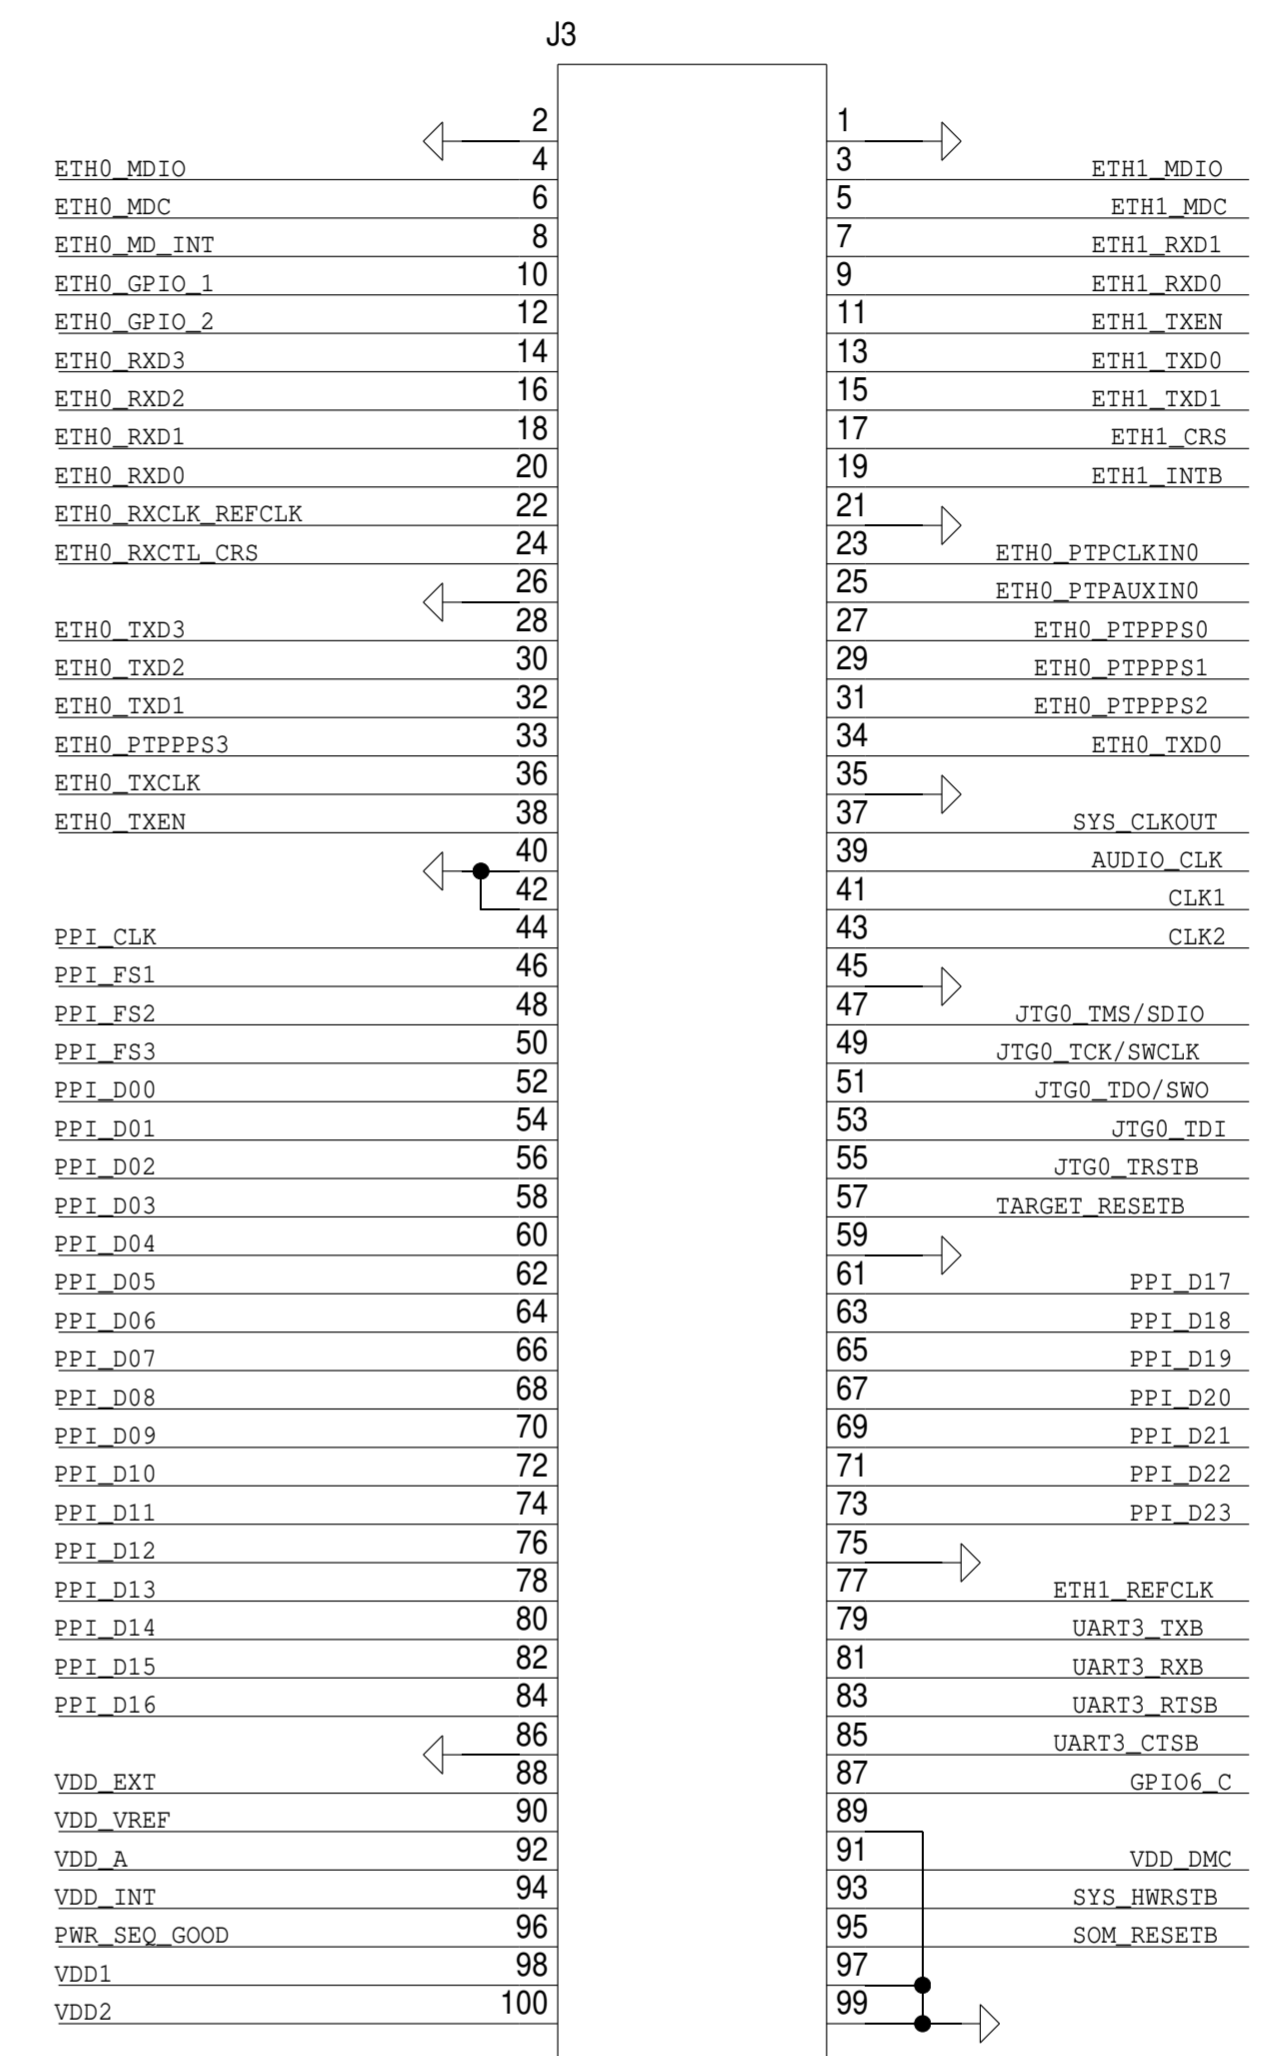 J3
2 1
ETH0_MDIO 4 3 ETH1_MDIO
ETH0_MDC 6 5 ETH1_MDC
ETH0_MD_INT 8 7 ETH1_RXD1
ETH0_GPIO_1 10 9 ETH1_RXD0
ETH0_GPIO_2 12 11 ETH1_TXEN
ETH0_RXD3 14 13 ETH1_TXD0
ETH0_RXD2 16 15 ETH1_TXD1
ETH0_RXD1 18 17 ETH1_CRS
ETH0_RXD0 20 19 ETH1_INTB
ETH0_RXCLK_REFCLK 22 21
ETH0_RXCTL_CRS 24 23 ETH0_PTPCLKIN0
26 25 ETH0_PTPAUXIN0
ETH0_TXD3 28 27 ETH0_PTPPPS0
ETH0_TXD2 30 29 ETH0_PTPPPS1
ETH0_TXD1 32 31 ETH0_PTPPPS2
ETH0_PTPPPS3 33 34 ETH0_TXD0
ETH0_TXCLK 36 35
ETH0_TXEN 38 37 SYS_CLKOUT
40 39 AUDIO_CLK
42 41 CLK1
PPI_CLK 44 43 CLK2
PPI_FS1 46 45
PPI_FS2 48 47 JTG0_TMS/SDIO
PPI_FS3 50 49 JTG0_TCK/SWCLK
PPI_D00 52 51 JTG0_TDO/SWO
PPI_D01 54 53 JTG0_TDI
PPI_D02 56 55 JTG0_TRSTB
PPI_D03 58 57 TARGET_RESETB
PPI_D04 60 59
PPI_D05 62 61 PPI_D17
PPI_D06 64 63 PPI_D18
PPI_D07 66 65 PPI_D19
PPI_D08 68 67 PPI_D20
PPI_D09 70 69 PPI_D21
PPI_D10 72 71 PPI_D22
PPI_D11 74 73 PPI_D23
PPI_D12 76 75
PPI_D13 78 77 ETH1_REFCLK
PPI_D14 80 79 UART3_TXB
PPI_D15 82 81 UART3_RXB
PPI_D16 84 83 UART3_RTSB
86 85 UART3_CTSB
VDD_EXT 88 87 GPIO6_C
VDD_VREF 90 89
VDD_A 92 91 VDD_DMC
VDD_INT 94 93 SYS_HWRSTB
PWR_SEQ_GOOD 96 95 SOM_RESETB
VDD1 98 97
VDD2 100 99